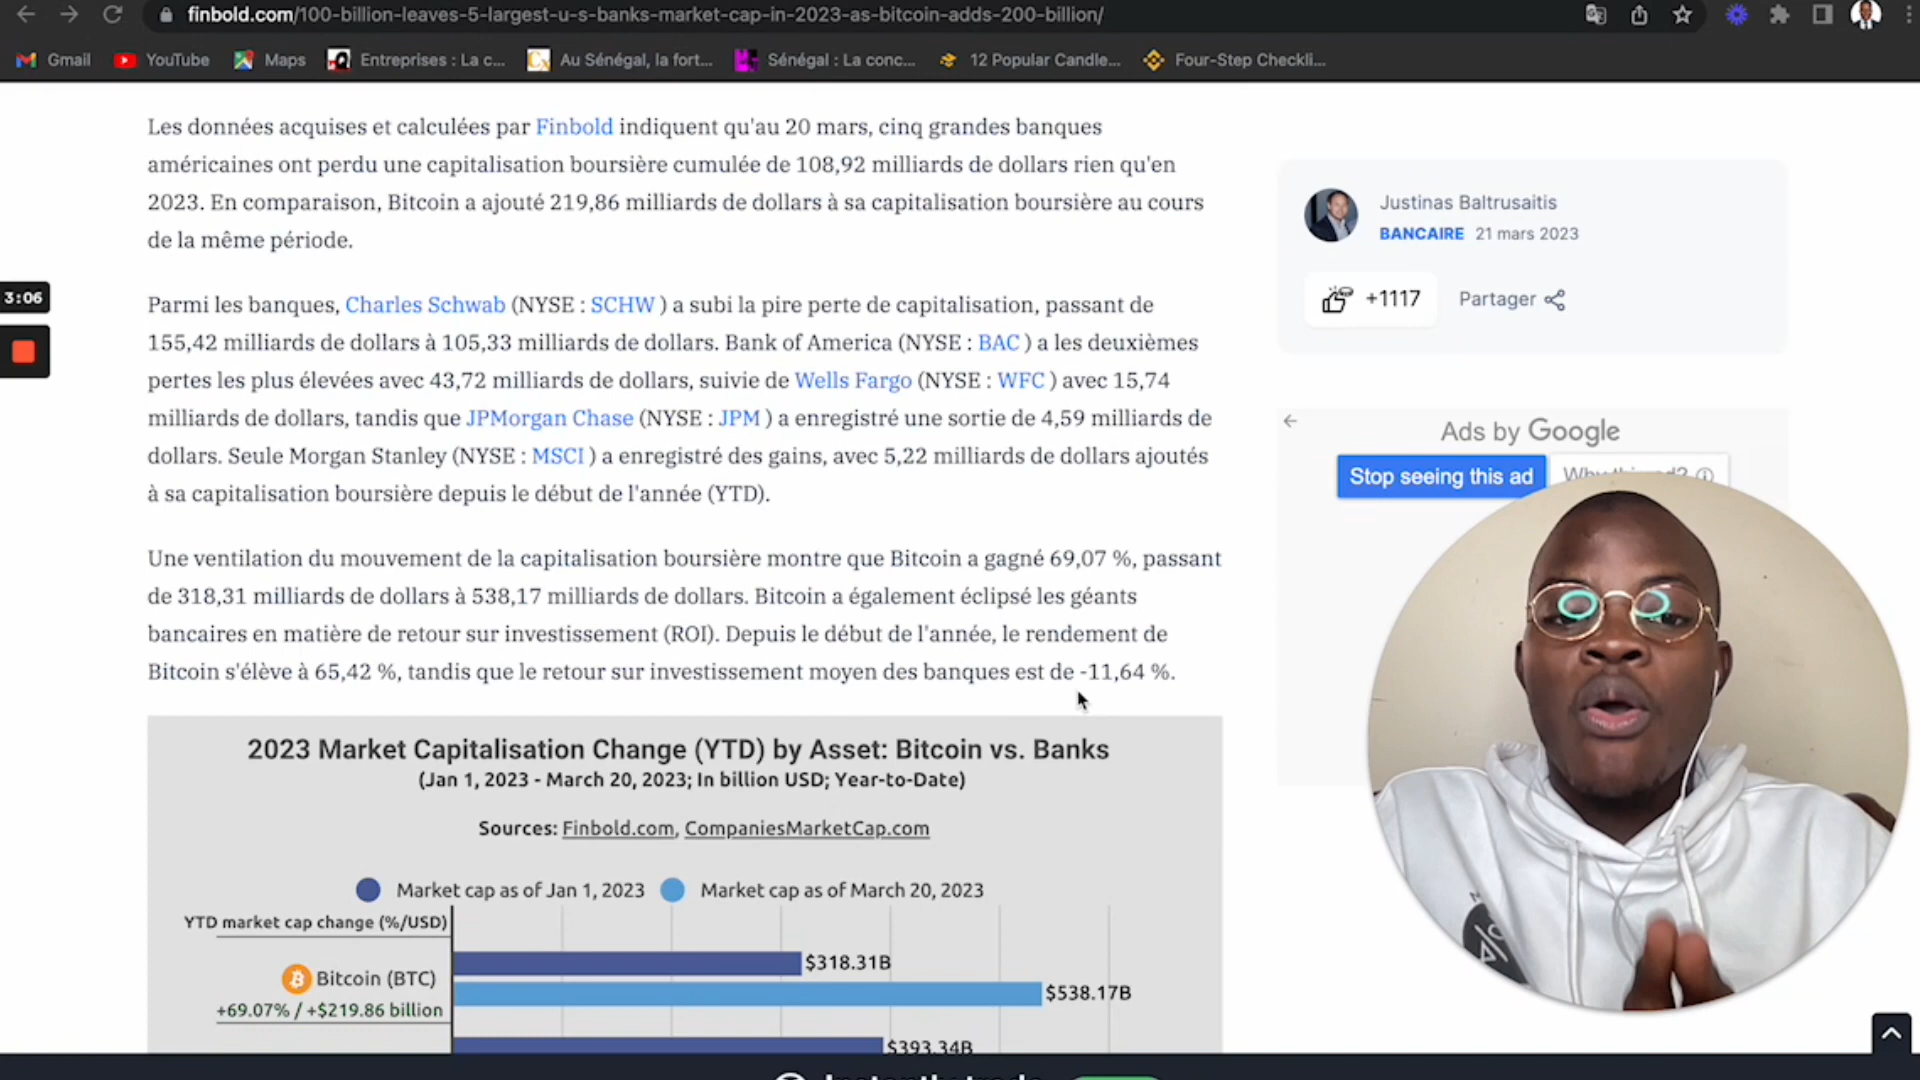 finbold.com/100-billion-leaves-5-largest-u-s-banks-market-cap-in-2023-as-bitcoin-adds-200-billion/
Gmail YouTube Maps Entreprises : La c... Au Sénégal, la fort... Sénégal : La conc... 12 Popular Candle... Four-Step Checkli...
Les données acquises et calculées par Finbold indiquent qu'au 20 mars, cinq grandes banques
américaines ont perdu une capitalisation boursière cumulée de 108,92 milliards de dollars rien qu'en
2023. En comparaison, Bitcoin a ajouté 219,86 milliards de dollars à sa capitalisation boursière au cours
de la même période.
3:06
Parmi les banques, Charles Schwab (NYSE : SCHW ) a subi la pire perte de capitalisation, passant de
155,42 milliards de dollars à 105,33 milliards de dollars. Bank of America (NYSE : BAC ) a les deuxièmes
pertes les plus élevées avec 43,72 milliards de dollars, suivie de Wells Fargo (NYSE : WFC ) avec 15,74
milliards de dollars, tandis que JPMorgan Chase (NYSE : JPM ) a enregistré une sortie de 4,59 milliards de
dollars. Seule Morgan Stanley (NYSE : MSCI ) a enregistré des gains, avec 5,22 milliards de dollars ajoutés
à sa capitalisation boursière depuis le début de l'année (YTD).
Une ventilation du mouvement de la capitalisation boursière montre que Bitcoin a gagné 69,07 %, passant
de 318,31 milliards de dollars à 538,17 milliards de dollars. Bitcoin a également éclipsé les géants
bancaires en matière de retour sur investissement (ROI). Depuis le début de l'année, le rendement de
Bitcoin s'élève à 65,42 %, tandis que le retour sur investissement moyen des banques est de -11,64 %.
Justinas Baltrusaitis
BANCAIRE 21 mars 2023
+1117 Partager
Ads by Google
Stop seeing this ad
2023 Market Capitalisation Change (YTD) by Asset: Bitcoin vs. Banks
(Jan 1, 2023 - March 20, 2023; In billion USD; Year-to-Date)
Sources: Finbold.com, CompaniesMarketCap.com
Market cap as of Jan 1, 2023 Market cap as of March 20, 2023
YTD market cap change (%/USD)
$318.31B
Bitcoin (BTC)
$538.17B
+69.07% / +$219.86 billion
$393.34B